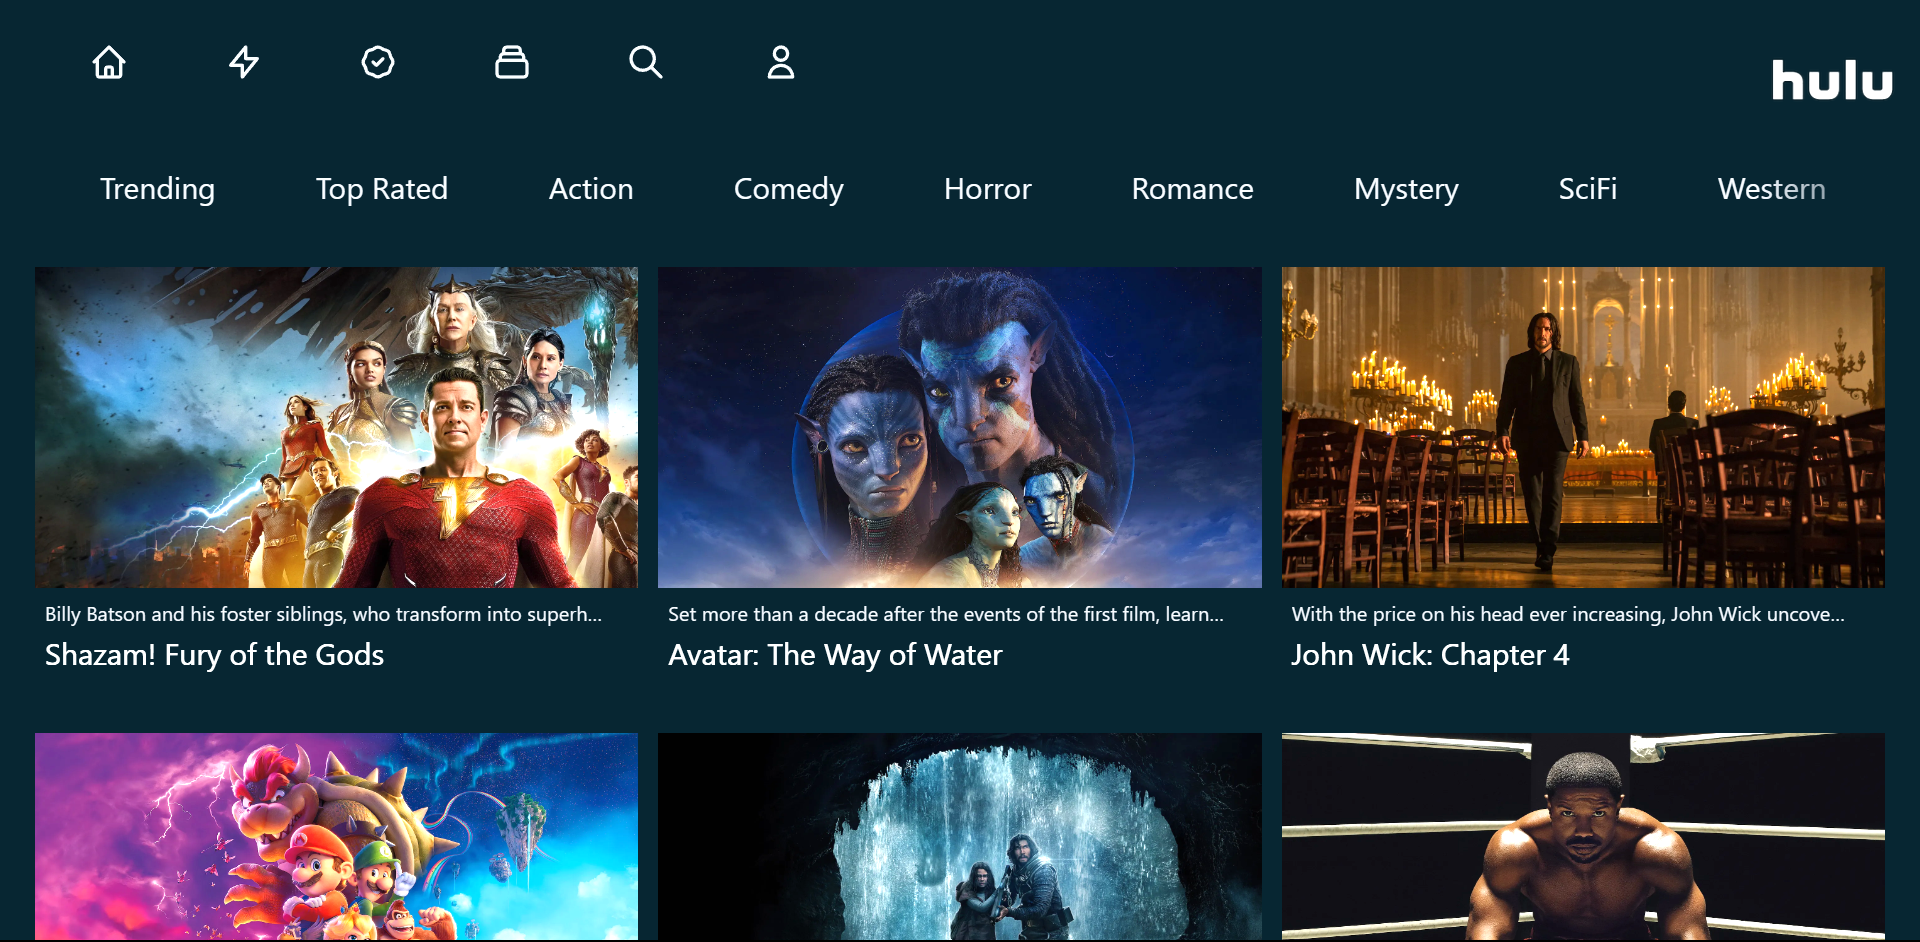 hulu
Trending Top Rated Action Comedy Horror Romance Mystery SciFi Western
Billy Batson and his foster siblings, who transform into superh...
Shazam! Fury of the Gods
Set more than a decade after the events of the first film, learn...
Avatar: The Way of Water
With the price on his head ever increasing, John Wick uncove...
John Wick: Chapter 4